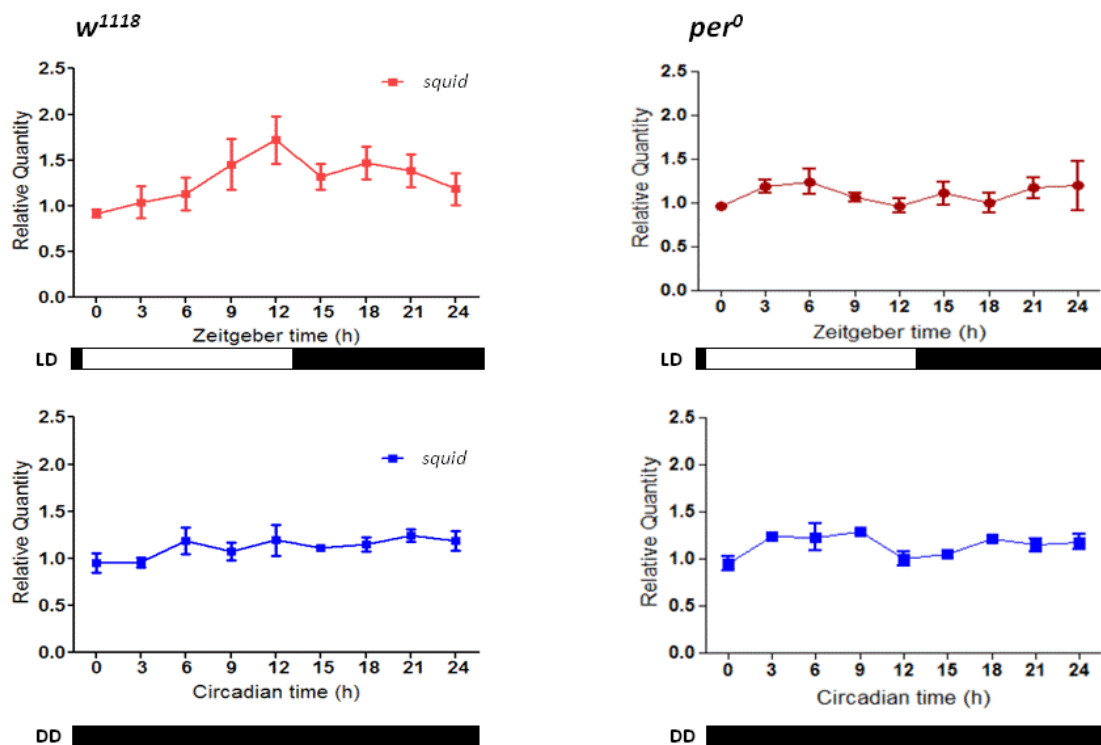 w1118
per0
Relative Quantity
2.5
2.0
1.5
1.0
0.5
0.0
squid
0 3 6 9 12 15 18 21 24
Zeitgeber time (h)
LD
Relative Quantity
2.5
2.0
1.5
1.0
0.5
0.0
0 3 6 9 12 15 18 21 24
Zeitgeber time (h)
LD
Relative Quantity
2.5
2.0
1.5
1.0
0.5
0.0
squid
0 3 6 9 12 15 18 21 24
Circadian time (h)
DD
Relative Quantity
2.5
2.0
1.5
1.0
0.5
0.0
0 3 6 9 12 15 18 21 24
Circadian time (h)
DD